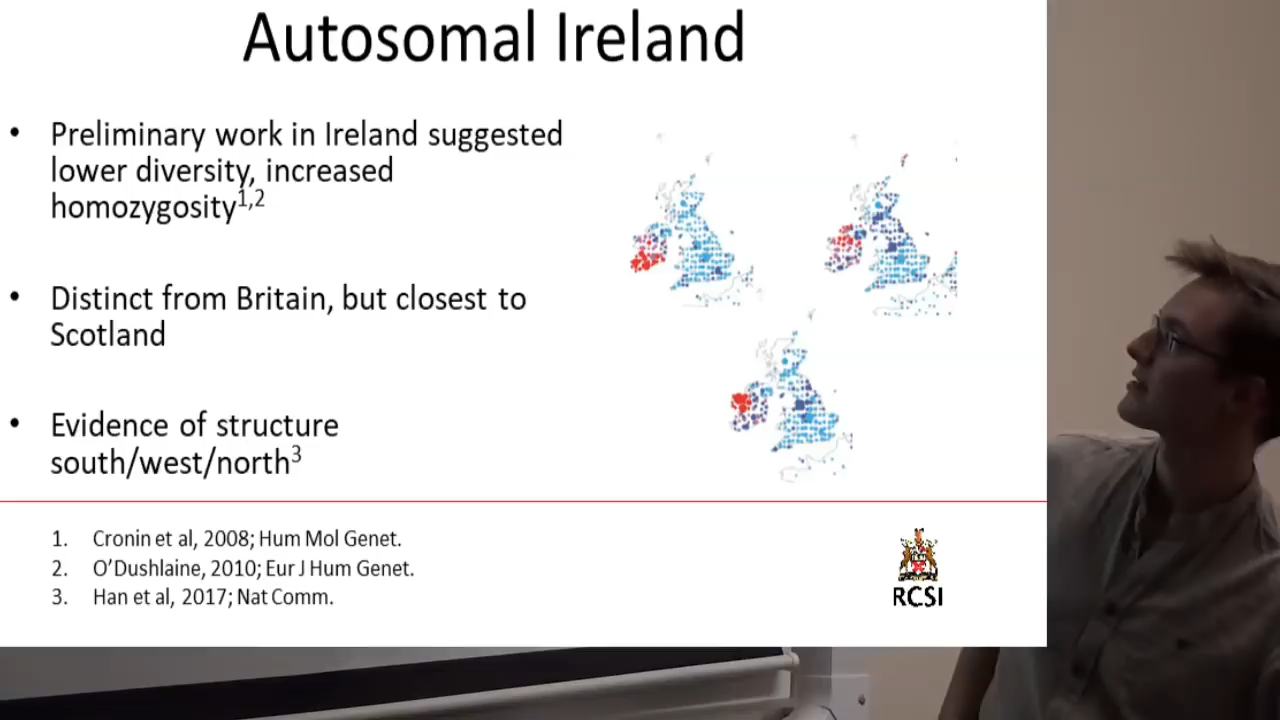 Autosomal Ireland
• Preliminary work in Ireland suggested
lower diversity, increased
homozygosity1,2
• Distinct from Britain, but closest to
Scotland
• Evidence of structure
south/west/north3
1. Cronin et al, 2008; Hum Mol Genet.
2. O'Dushlaine, 2010; Eur J Hum Genet.
3. Han et al, 2017; Nat Comm.
RCSI